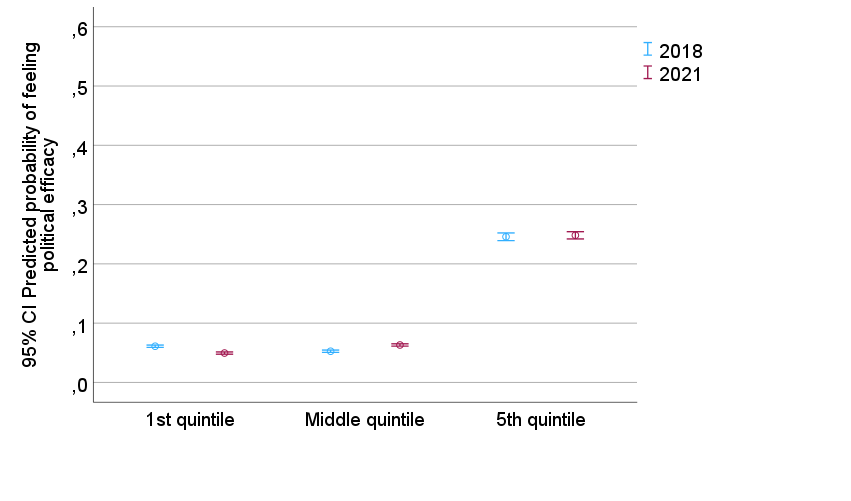 95% CI Predicted probability of feeling
political efficacy
,6
,5
,4
,3
,2
,1
,0
1st quintile
Middle quintile
5th quintile
2018
2021